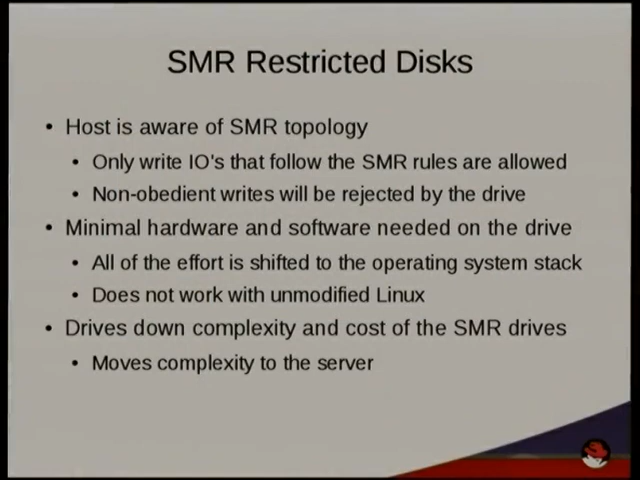 SMR Restricted Disks
• Host is aware of SMR topology
• Only write IO's that follow the SMR rules are allowed
• Non-obedient writes will be rejected by the drive
• Minimal hardware and software needed on the drive
• All of the effort is shifted to the operating system stack
• Does not work with unmodified Linux
• Drives down complexity and cost of the SMR drives
• Moves complexity to the server